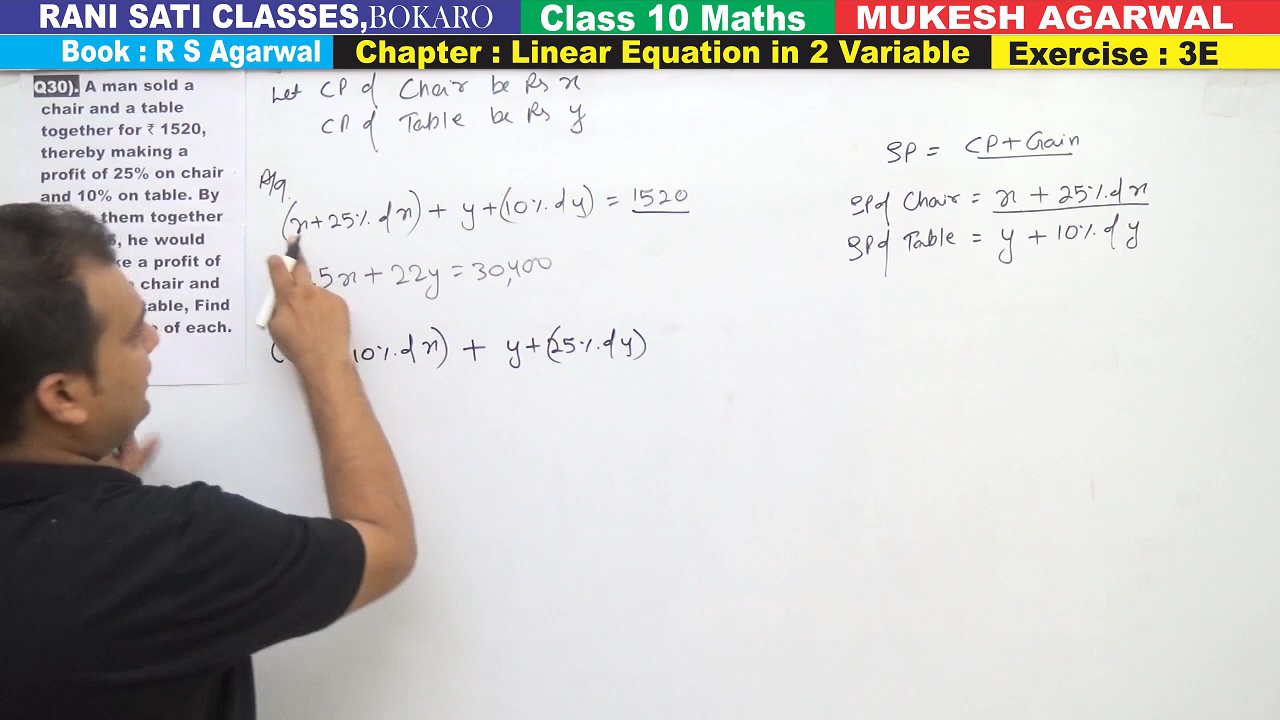 RANI SATI CLASSES,BOKARO
Class 10 Maths
MUKESH AGARWAL
Book : R S Agarwal
Chapter : Linear Equation in 2 Variable
Exercise : 3E
Q30). A man sold a
chair and a table
together for ₹ 1520,
thereby making a
profit of 25% on chair
and 10% on table. By
them together
, he would
a profit of
chair and
table, Find
of each.
Let CP of Chair be Rs x
CP of Table be Rs y
A/q.
(x+25% of x) + y+(10% of y) = 1520
5x + 22y = 30,400
( 10% of x) + y+(25% of y)
SP = CP+Gain
SP of Chair = x + 25% of x
SP of Table = y + 10% of y